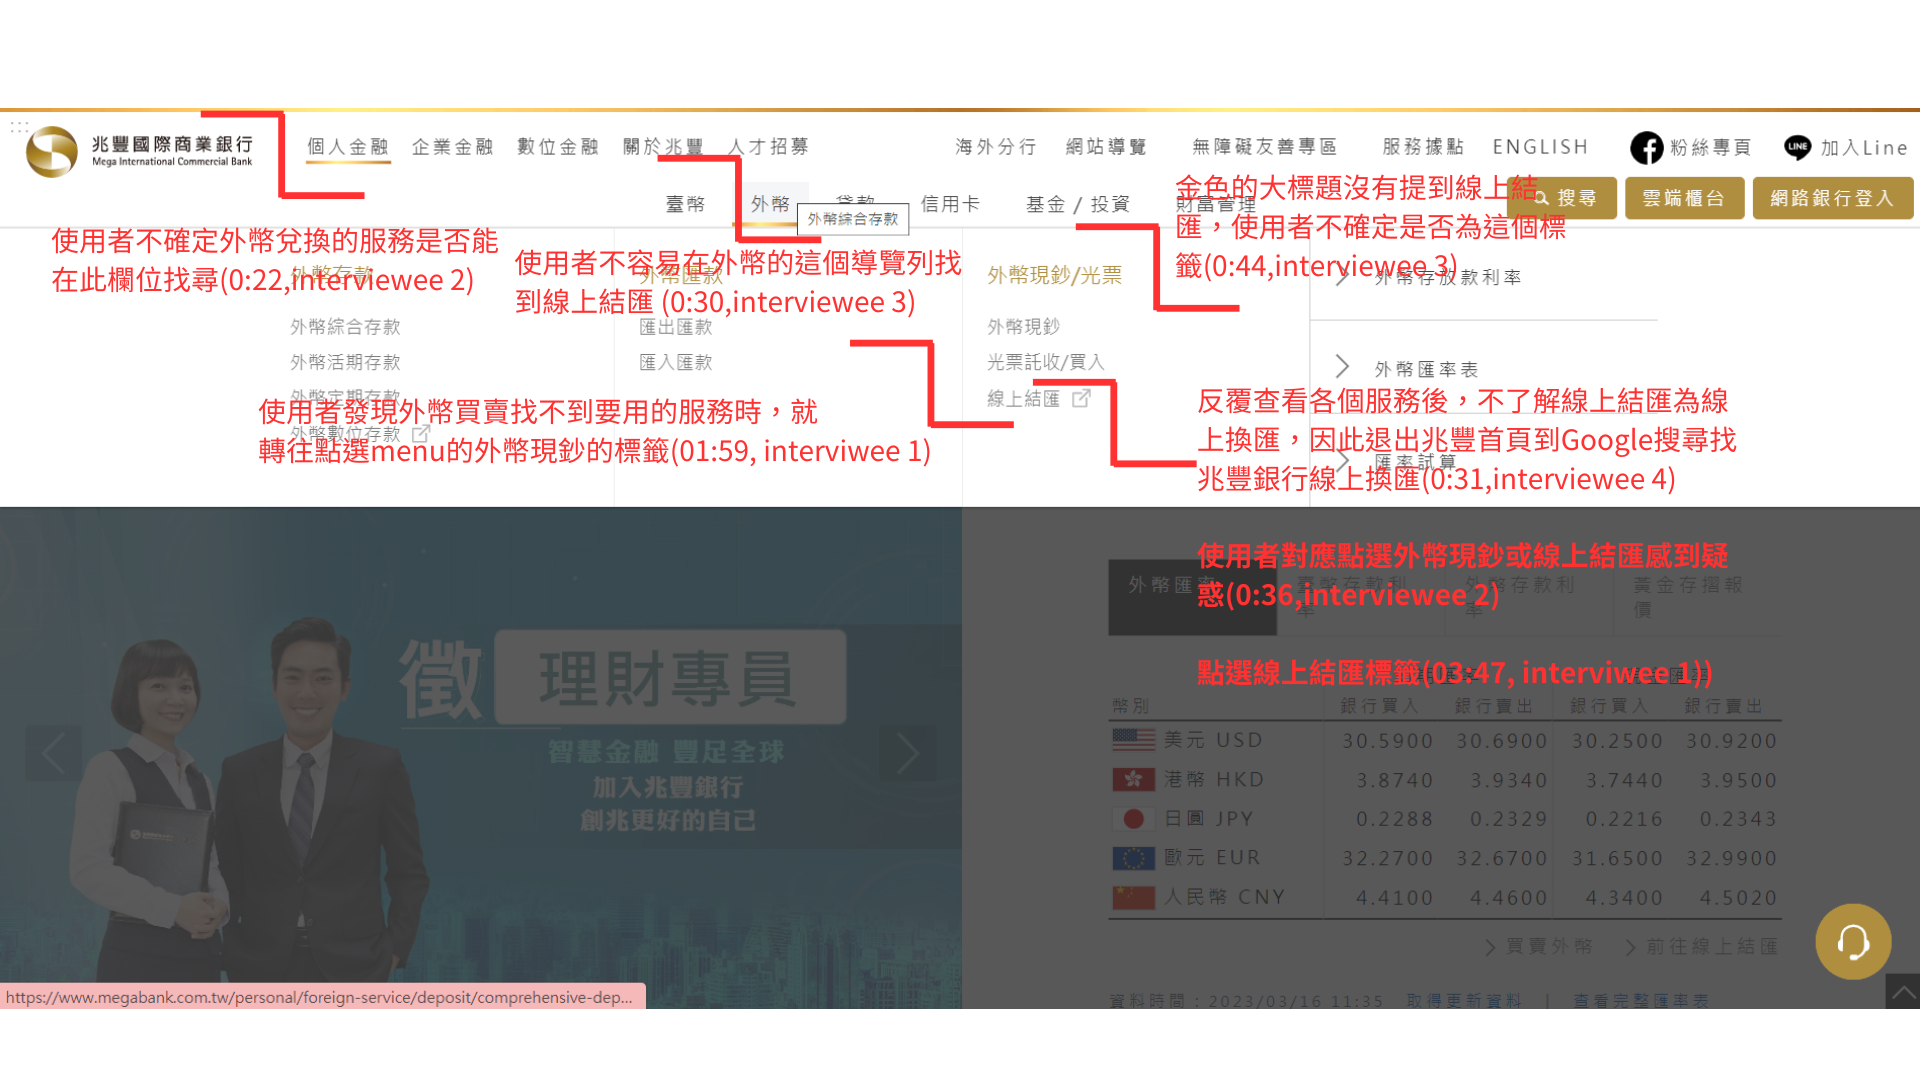 兆豐國際商業銀行
Mega International Commercial Bank
個人金融 企業金融 數位金融 關於兆豐 人才招募 海外分行 網站導覽 無障礙友善專區 服務據點 ENGLISH 粉絲專頁 LINE 加入Line
臺幣 外幣 貸款 信用卡 基金 / 投資 財富管理 搜尋 雲端櫃台 網路銀行登入
外幣綜合存款
金色的大標題沒有提到線上結
匯，使用者不確定是否為這個標
籤(0:44,interviewee 3)
使用者不確定外幣兌換的服務是否能
在此欄位找尋(0:22,interviewee 2)
使用者不容易在外幣的這個導覽列找
到線上結匯 (0:30,interviewee 3)
外幣存款
外幣綜合存款
外幣活期存款
外幣定期存款
外幣數位存款
外幣匯款
匯出匯款
匯入匯款
外幣現鈔/光票
外幣現鈔
光票託收/買入
線上結匯
外幣存放款利率
外幣匯率表
匯率試算
使用者發現外幣買賣找不到要用的服務時，就
轉往點選menu的外幣現鈔的標籤(01:59, interviwee 1)
反覆查看各個服務後，不了解線上結匯為線
上換匯，因此退出兆豐首頁到Google搜尋找
兆豐銀行線上換匯(0:31,interviewee 4)
使用者對應點選外幣現鈔或線上結匯感到疑
惑(0:36,interviewee 2)
點選線上結匯標籤(03:47, interviwee 1))
徵 理財專員
智慧金融 豐足全球
加入兆豐銀行
創兆更好的自己
外幣匯率 臺幣存款利率 外幣存款利率 黃金存摺報價
幣別 銀行買入 銀行賣出 銀行買入 銀行賣出
美元 USD 30.5900 30.6900 30.2500 30.9200
港幣 HKD 3.8740 3.9340 3.7440 3.9500
日圓 JPY 0.2288 0.2329 0.2216 0.2343
歐元 EUR 32.2700 32.6700 31.6500 32.9900
人民幣 CNY 4.4100 4.4600 4.3400 4.5020
買賣外幣 前往線上結匯
資料時間：2023/03/16 11:35 取得更新資料 | 查看完整匯率表
https://www.megabank.com.tw/personal/foreign-service/deposit/comprehensive-dep...